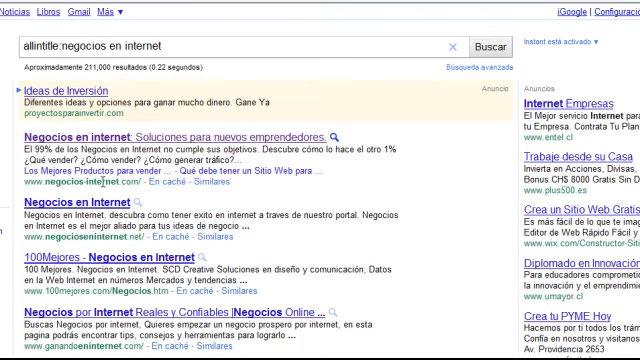 Noticias Libros Gmail Más ▼ iGoogle | Configuració
allintitle:negocios en internet
Buscar
Instant está activado ▼
Aproximadamente 211,000 resultados (0.22 segundos)
Búsqueda avanzada
Ideas de Inversión
Anuncio
Diferentes ideas y opciones para ganar mucho dinero. Gane Ya
proyectosparainvertir.com
Negocios en internet: Soluciones para nuevos emprendedores.
El 99% de los Negocios en Internet no cumple sus objetivos. Descubre cómo lo hace el otro 1%
¿Qué vender? ¿Cómo vender? ¿Cómo generar tráfico?...
Los Mejores Productos para vender ... - Qué debe tener un Sitio Web para ...
www.negocios-internet.com/ - En caché - Similares
Negocios en Internet
Negocios en Internet, descubra como tener exito en internet a traves de nuestro portal. Negocios
en Internet es el mejor aliado para tus ideas de negocio ...
www.negocioseninternet.net/ - En caché - Similares
100Mejores - Negocios en Internet
100 Mejores. Negocios en Internet. SCD Creative Soluciones en diseño y comunicación; Datos
en la Web Internet en números Mercados y tendencias ...
www.100mejores.com/Negocios.htm - En caché - Similares
Negocios por Internet Reales y Confiables |Negocios Online ...
Buscas Negocios por internet, Quieres empezar un negocio prospero por internet, en esta
pagina podrás encontrar tips, consejos y herramientas para lograrlo ...
www.ganandoeninternet.com/ - En caché - Similares
Anuncios
Internet Empresas
El Mejor servicio Internet para
tu Empresa. Contrata Tu Plan
www.entel.cl
Trabaje desde su Casa
Invierta en Acciones, Divisas,
Bonus CH$ 8000 Gratis Sin D
www.plus500.es
Crea un Sitio Web Gratis
Es más fácil de lo que te imag
Editor de Web Rápido y Gratis
www.wix.com/Constructor-Siti
Diplomado en Innovación
Para educadores comprometic
la innovación y el emprendimie
www.umayor.cl
Crea tu PYME Hoy
Hacemos por ti todos los trám
Confía en nosotros y visítanos
Av. Providencia 2653